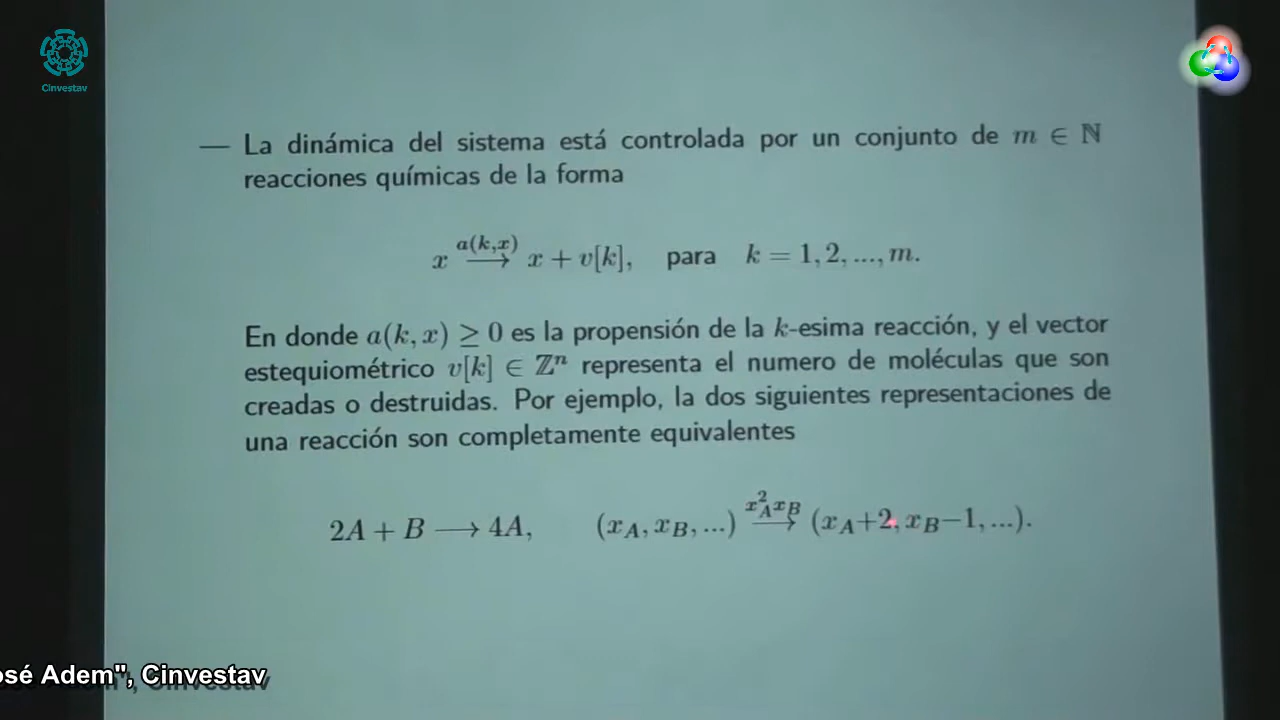 Cinvestav
— La dinámica del sistema está controlada por un conjunto de m ∈ ℕ
reacciones químicas de la forma
x \overset{a(k,x)}{⟶} x + v[k], para k = 1, 2, ..., m.
En donde a(k, x) ≥ 0 es la propensión de la k-esima reacción, y el vector
estequiométrico v[k] ∈ ℤⁿ representa el numero de moléculas que son
creadas o destruidas. Por ejemplo, la dos siguientes representaciones de
una reacción son completamente equivalentes
2A + B ⟶ 4A, (x_A, x_B, ...) \overset{x_A^2 x_B}{⟶} (x_A+2, x_B−1, ...).
osé Adem", Cinvestav